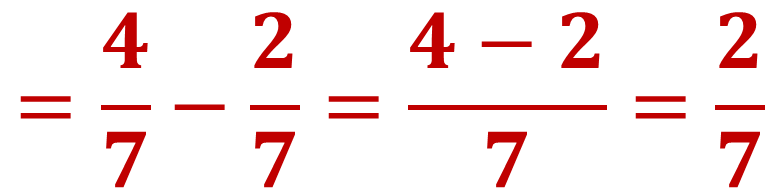 = 4/7 − 2/7 = (4 − 2)/7 = 2/7